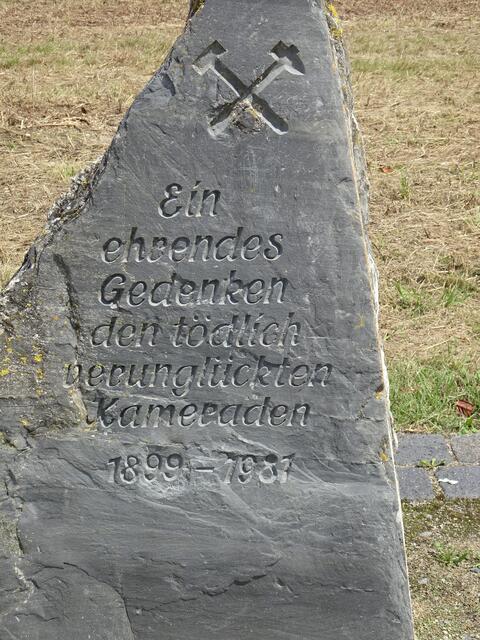 Ein
ehrendes
Gedenken
den tödlich
verunglückten
Kameraden
1899 - 1981